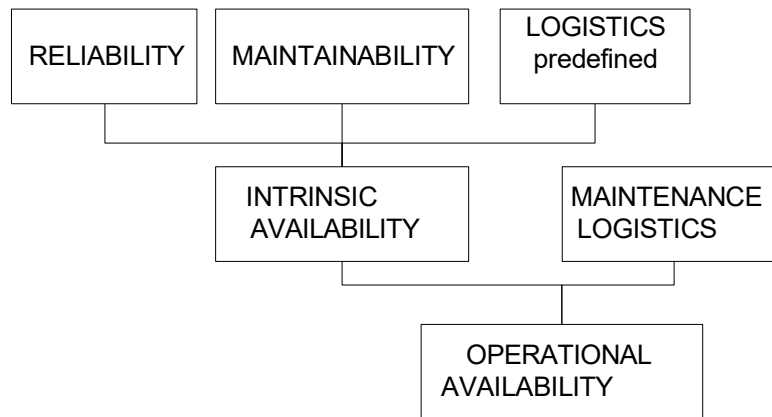 RELIABILITY
MAINTAINABILITY
LOGISTICS
predefined
INTRINSIC
AVAILABILITY
MAINTENANCE
LOGISTICS
OPERATIONAL
AVAILABILITY